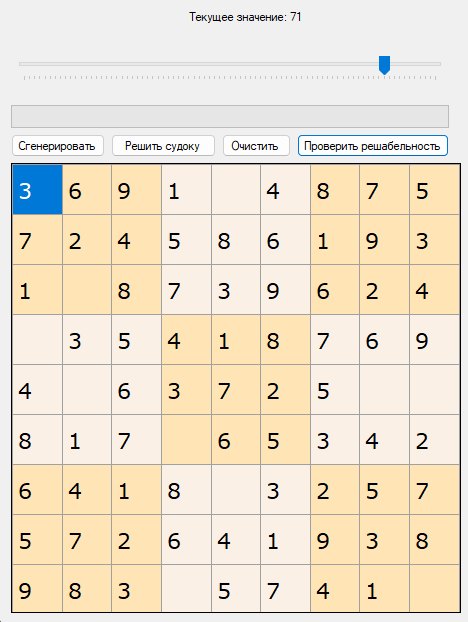 Текущее значение: 71
Сгенерировать Решить судоку Очистить Проверить решабельность
3 6 9 1 4 8 7 5
7 2 4 5 8 6 1 9 3
1 8 7 3 9 6 2 4
3 5 4 1 8 7 6 9
4 6 3 7 2 5
8 1 7 6 5 3 4 2
6 4 1 8 3 2 5 7
5 7 2 6 4 1 9 3 8
9 8 3 5 7 4 1